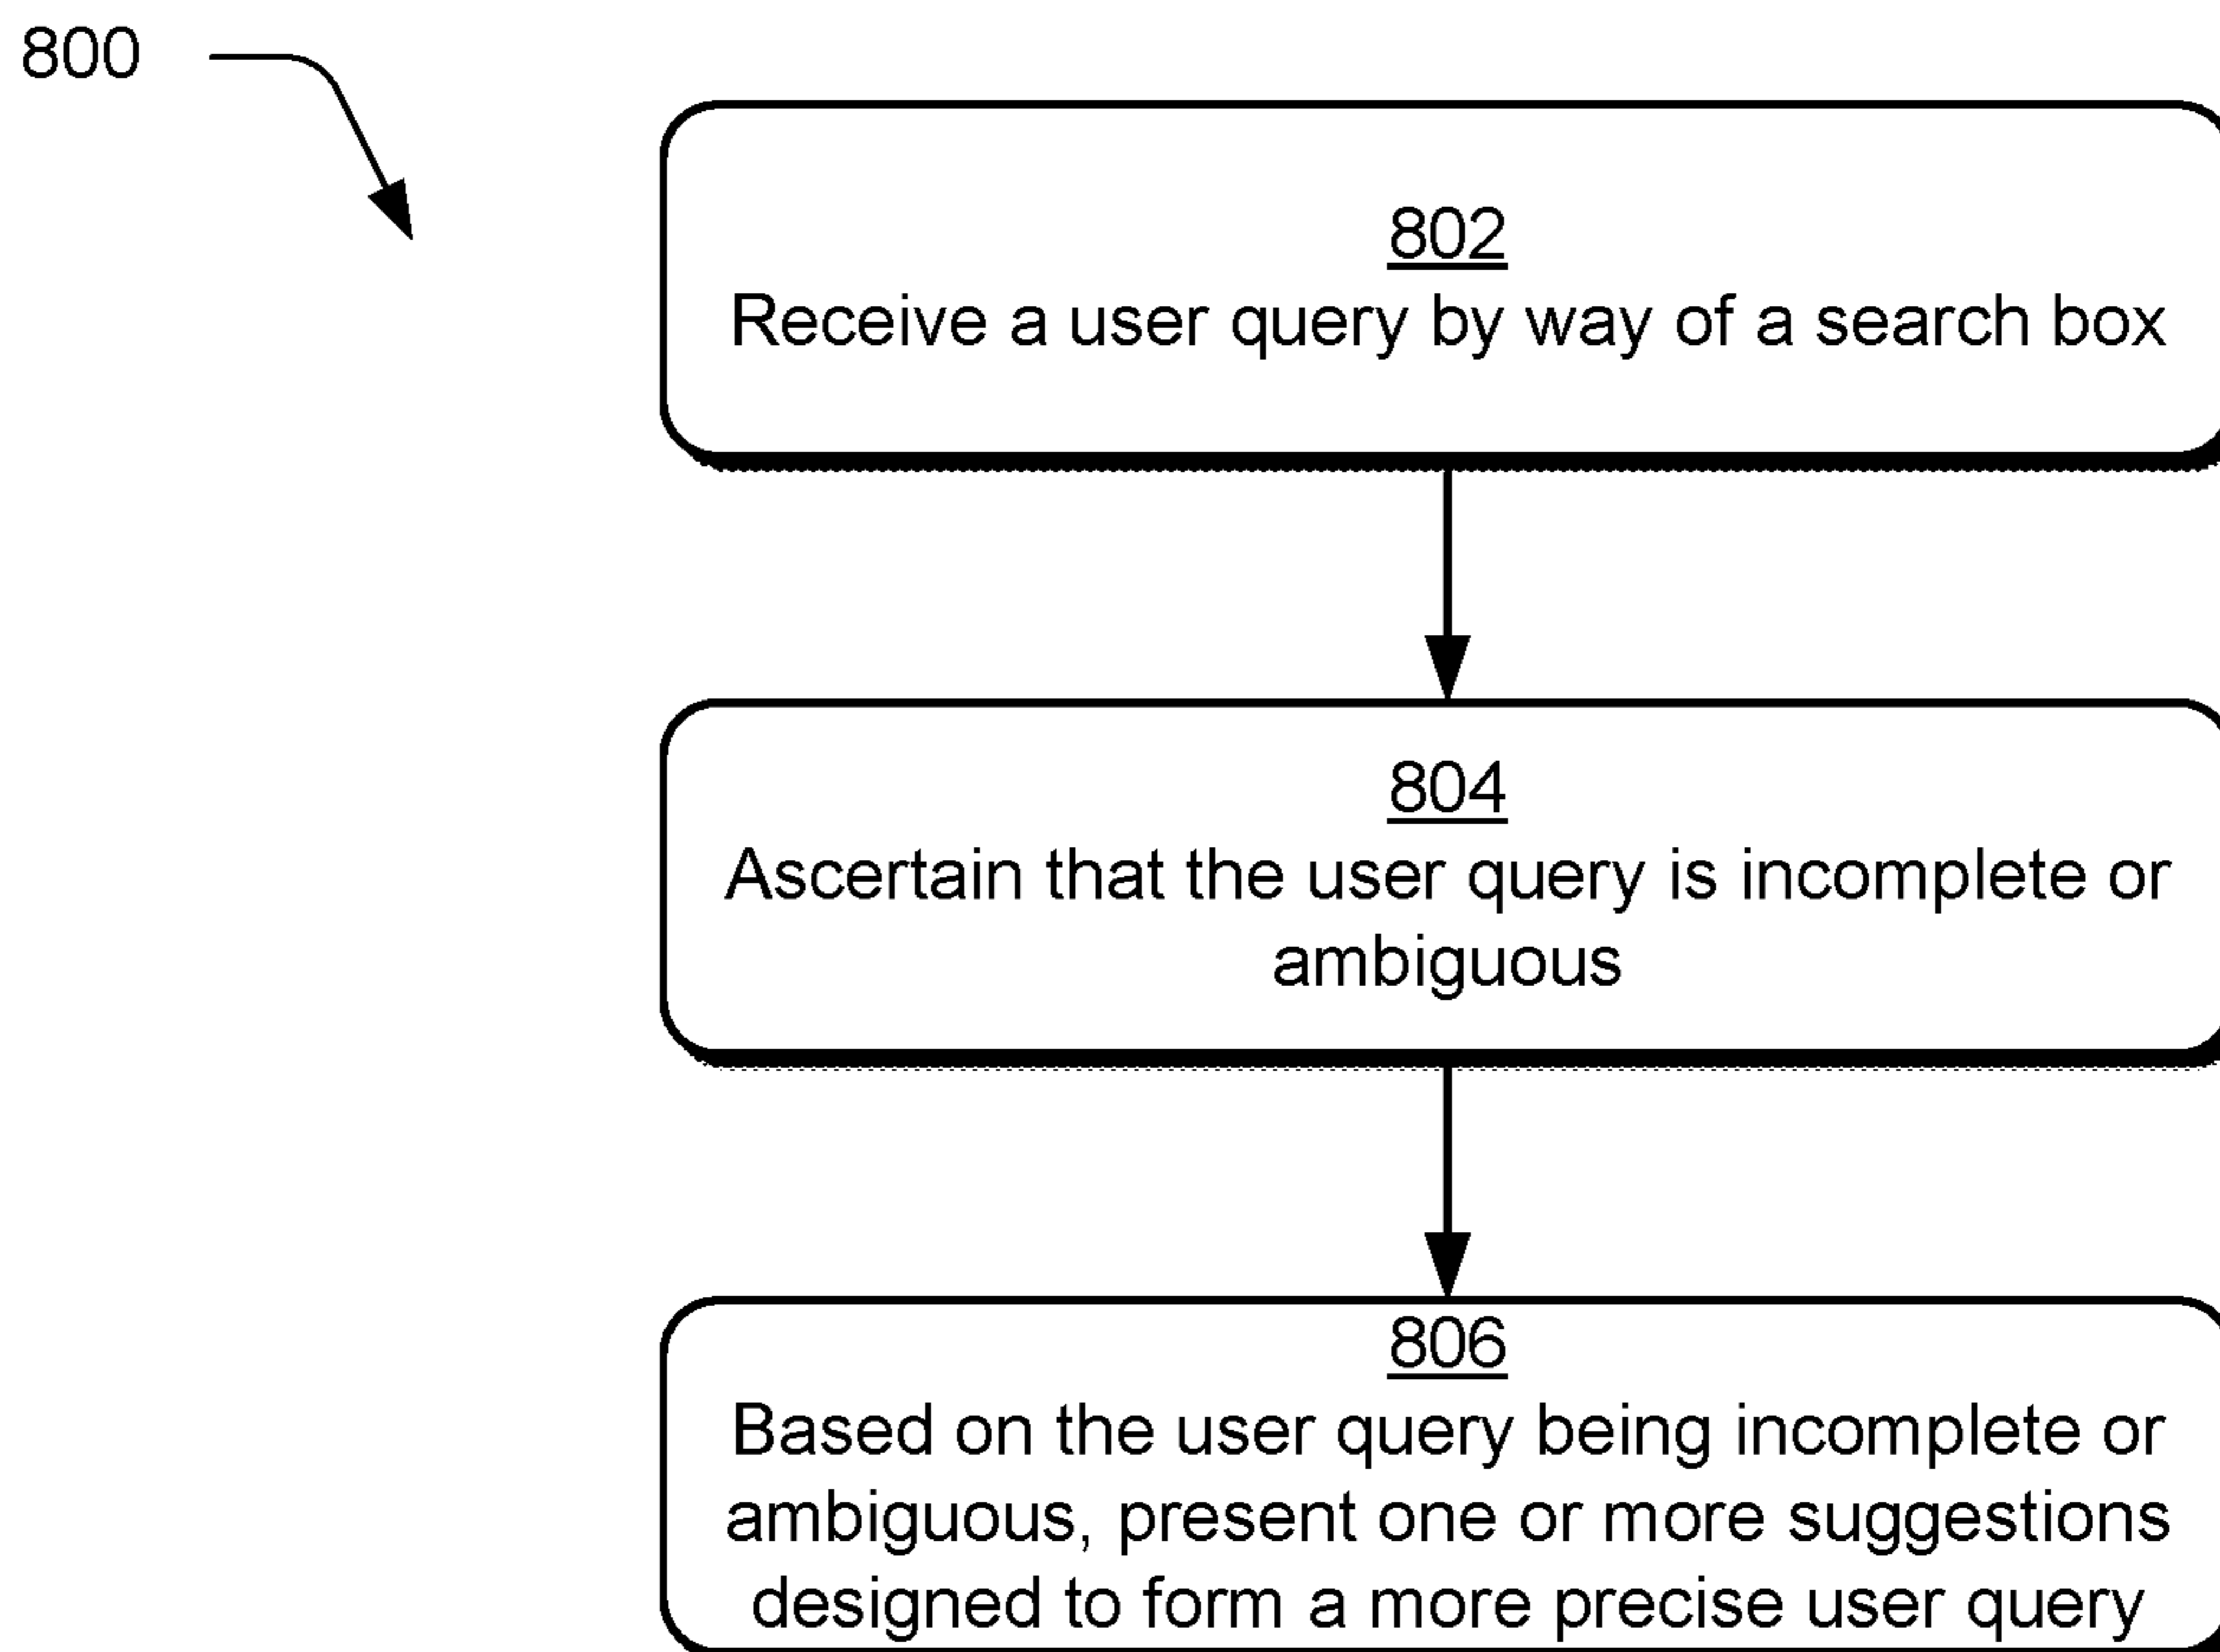 800
802
Receive a user query by way of a search box
804
Ascertain that the user query is incomplete or
ambiguous
806
Based on the user query being incomplete or
ambiguous, present one or more suggestions
designed to form a more precise user query